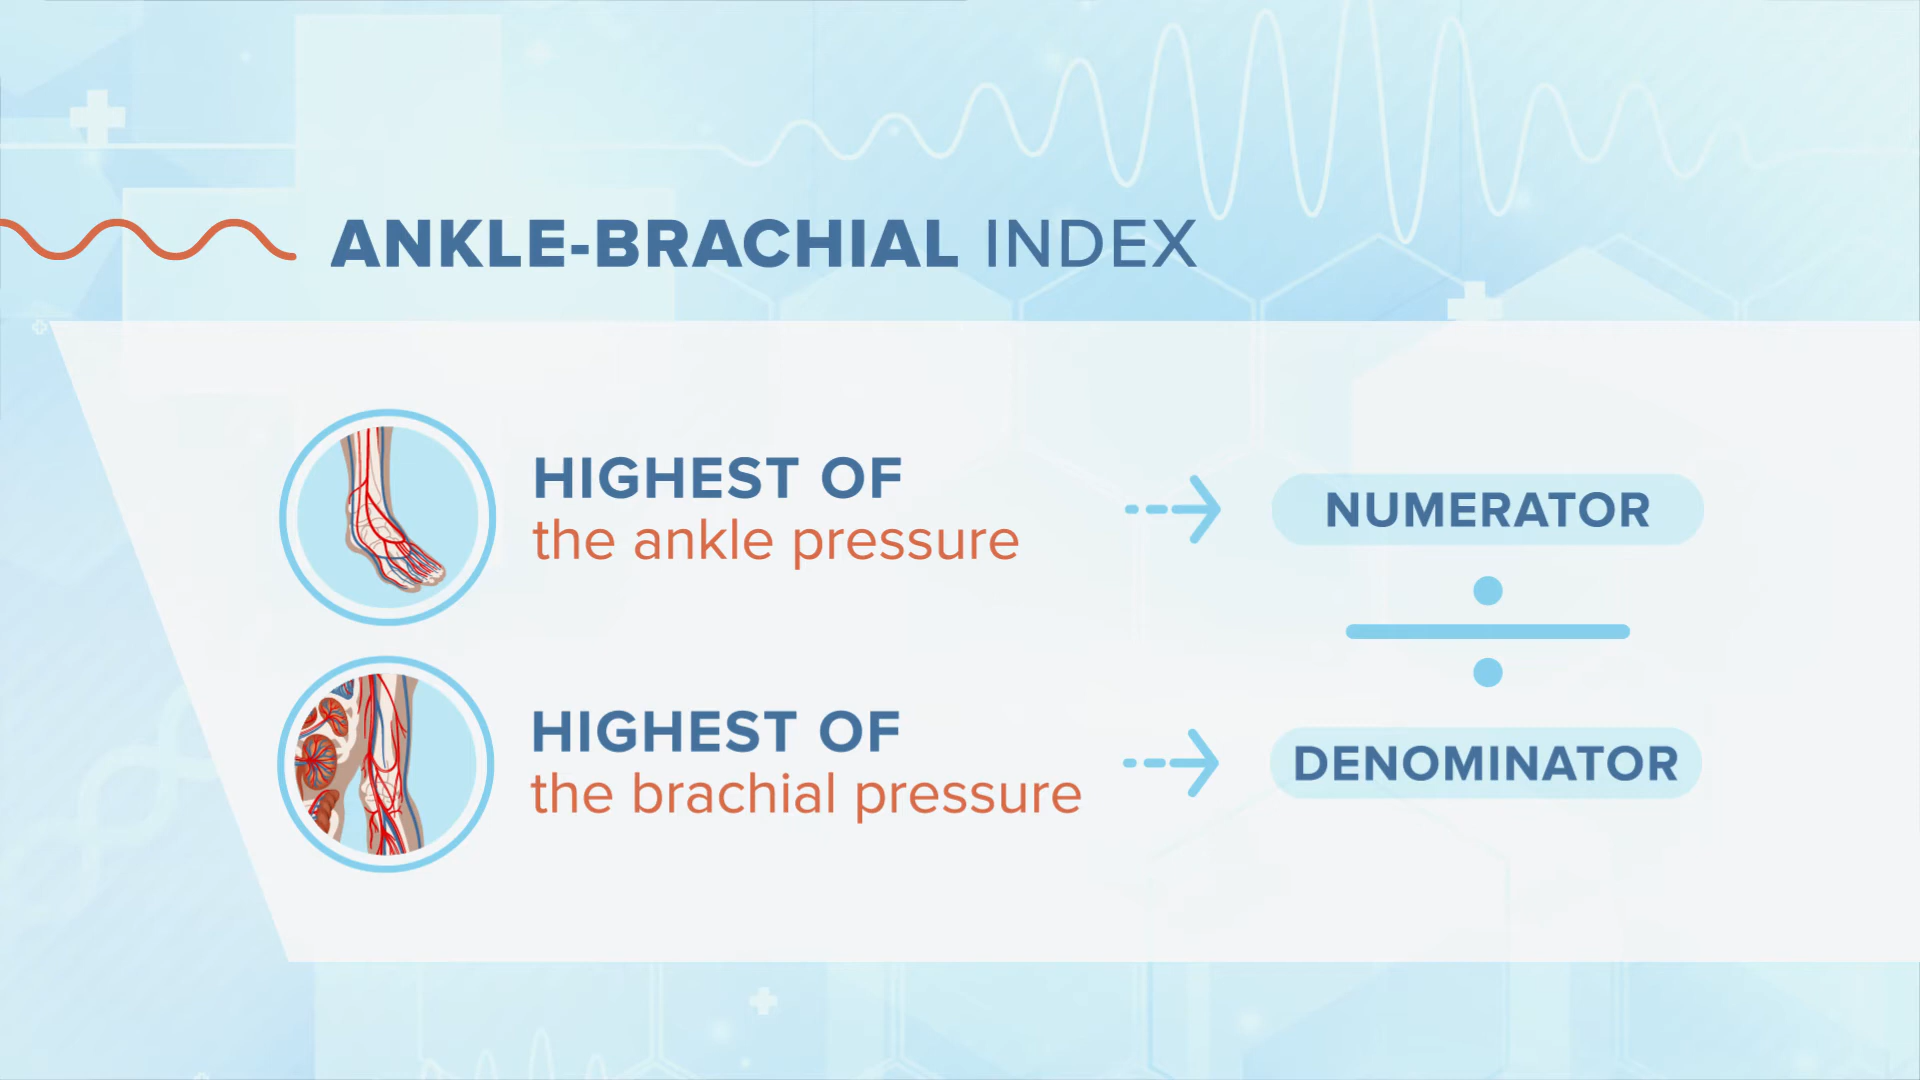 ANKLE-BRACHIAL INDEX
HIGHEST OF
the ankle pressure
NUMERATOR
HIGHEST OF
the brachial pressure
DENOMINATOR